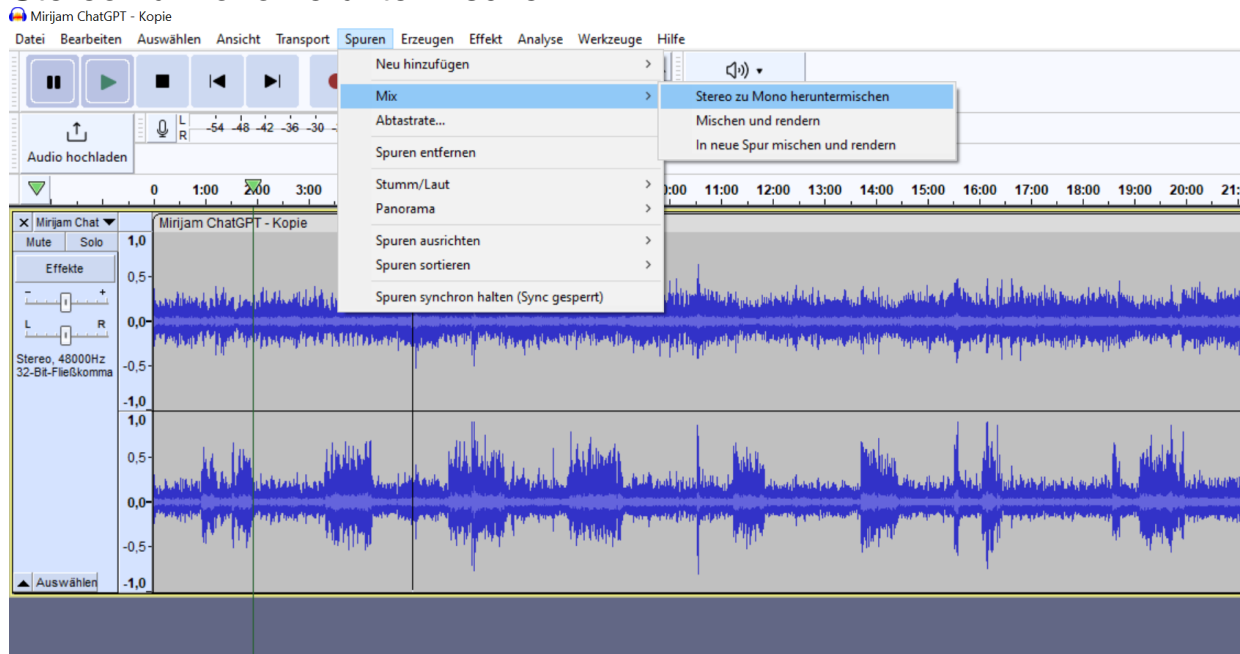 Mirijam ChatGPT - Kopie
Datei Bearbeiten Auswählen Ansicht Transport Spuren Erzeugen Effekt Analyse Werkzeuge Hilfe
Neu hinzufügen
Mix
Stereo zu Mono heruntermischen
Abtastrate...
Mischen und rendern
In neue Spur mischen und rendern
Spuren entfernen
Stumm/Laut
Panorama
Spuren ausrichten
Spuren sortieren
Spuren synchron halten (Sync gesperrt)
Audio hochladen
L
R
-54 -48 -42 -36 -30
0 1:00 2:00 3:00 11:00 12:00 13:00 14:00 15:00 16:00 17:00 18:00 19:00 20:00 21:
Mirijam Chat
Mirijam ChatGPT - Kopie
Mute Solo
Effekte
- +
L R
Stereo, 48000Hz
32-Bit-Fließkomma
Auswählen
1,0
0,5
0,0
-0,5
-1,0
1,0
0,5
0,0
-0,5
-1,0